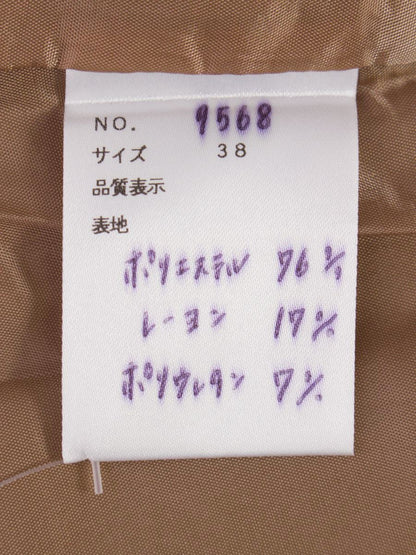 NO. 9568
サイズ 38
品質表示
表地
ポリエステル 76%
レーヨン 17%
ポリウレタン 7%